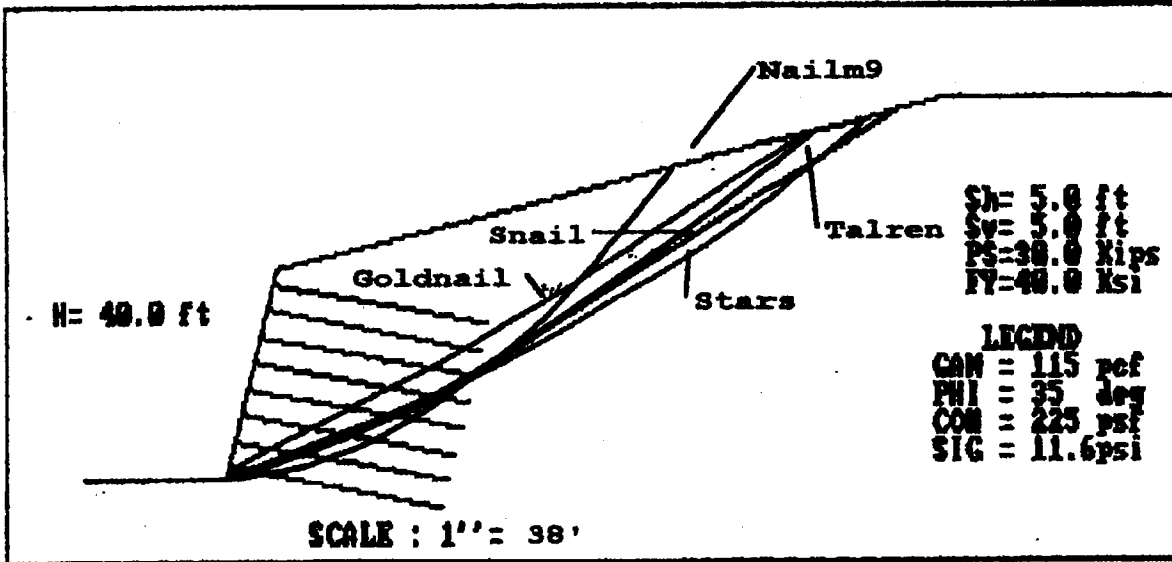 Nailm9
Snail
Talren
Goldnail
Stars
H= 40.0 ft
Sh= 5.0 ft
Sv= 5.0 ft
PS=30.0 Kips
FY=40.0 Ksi
LEGEND
GAM = 115 pcf
PHI = 35 deg
COH = 225 psf
SIG = 11.6psi
SCALE : 1''= 38'